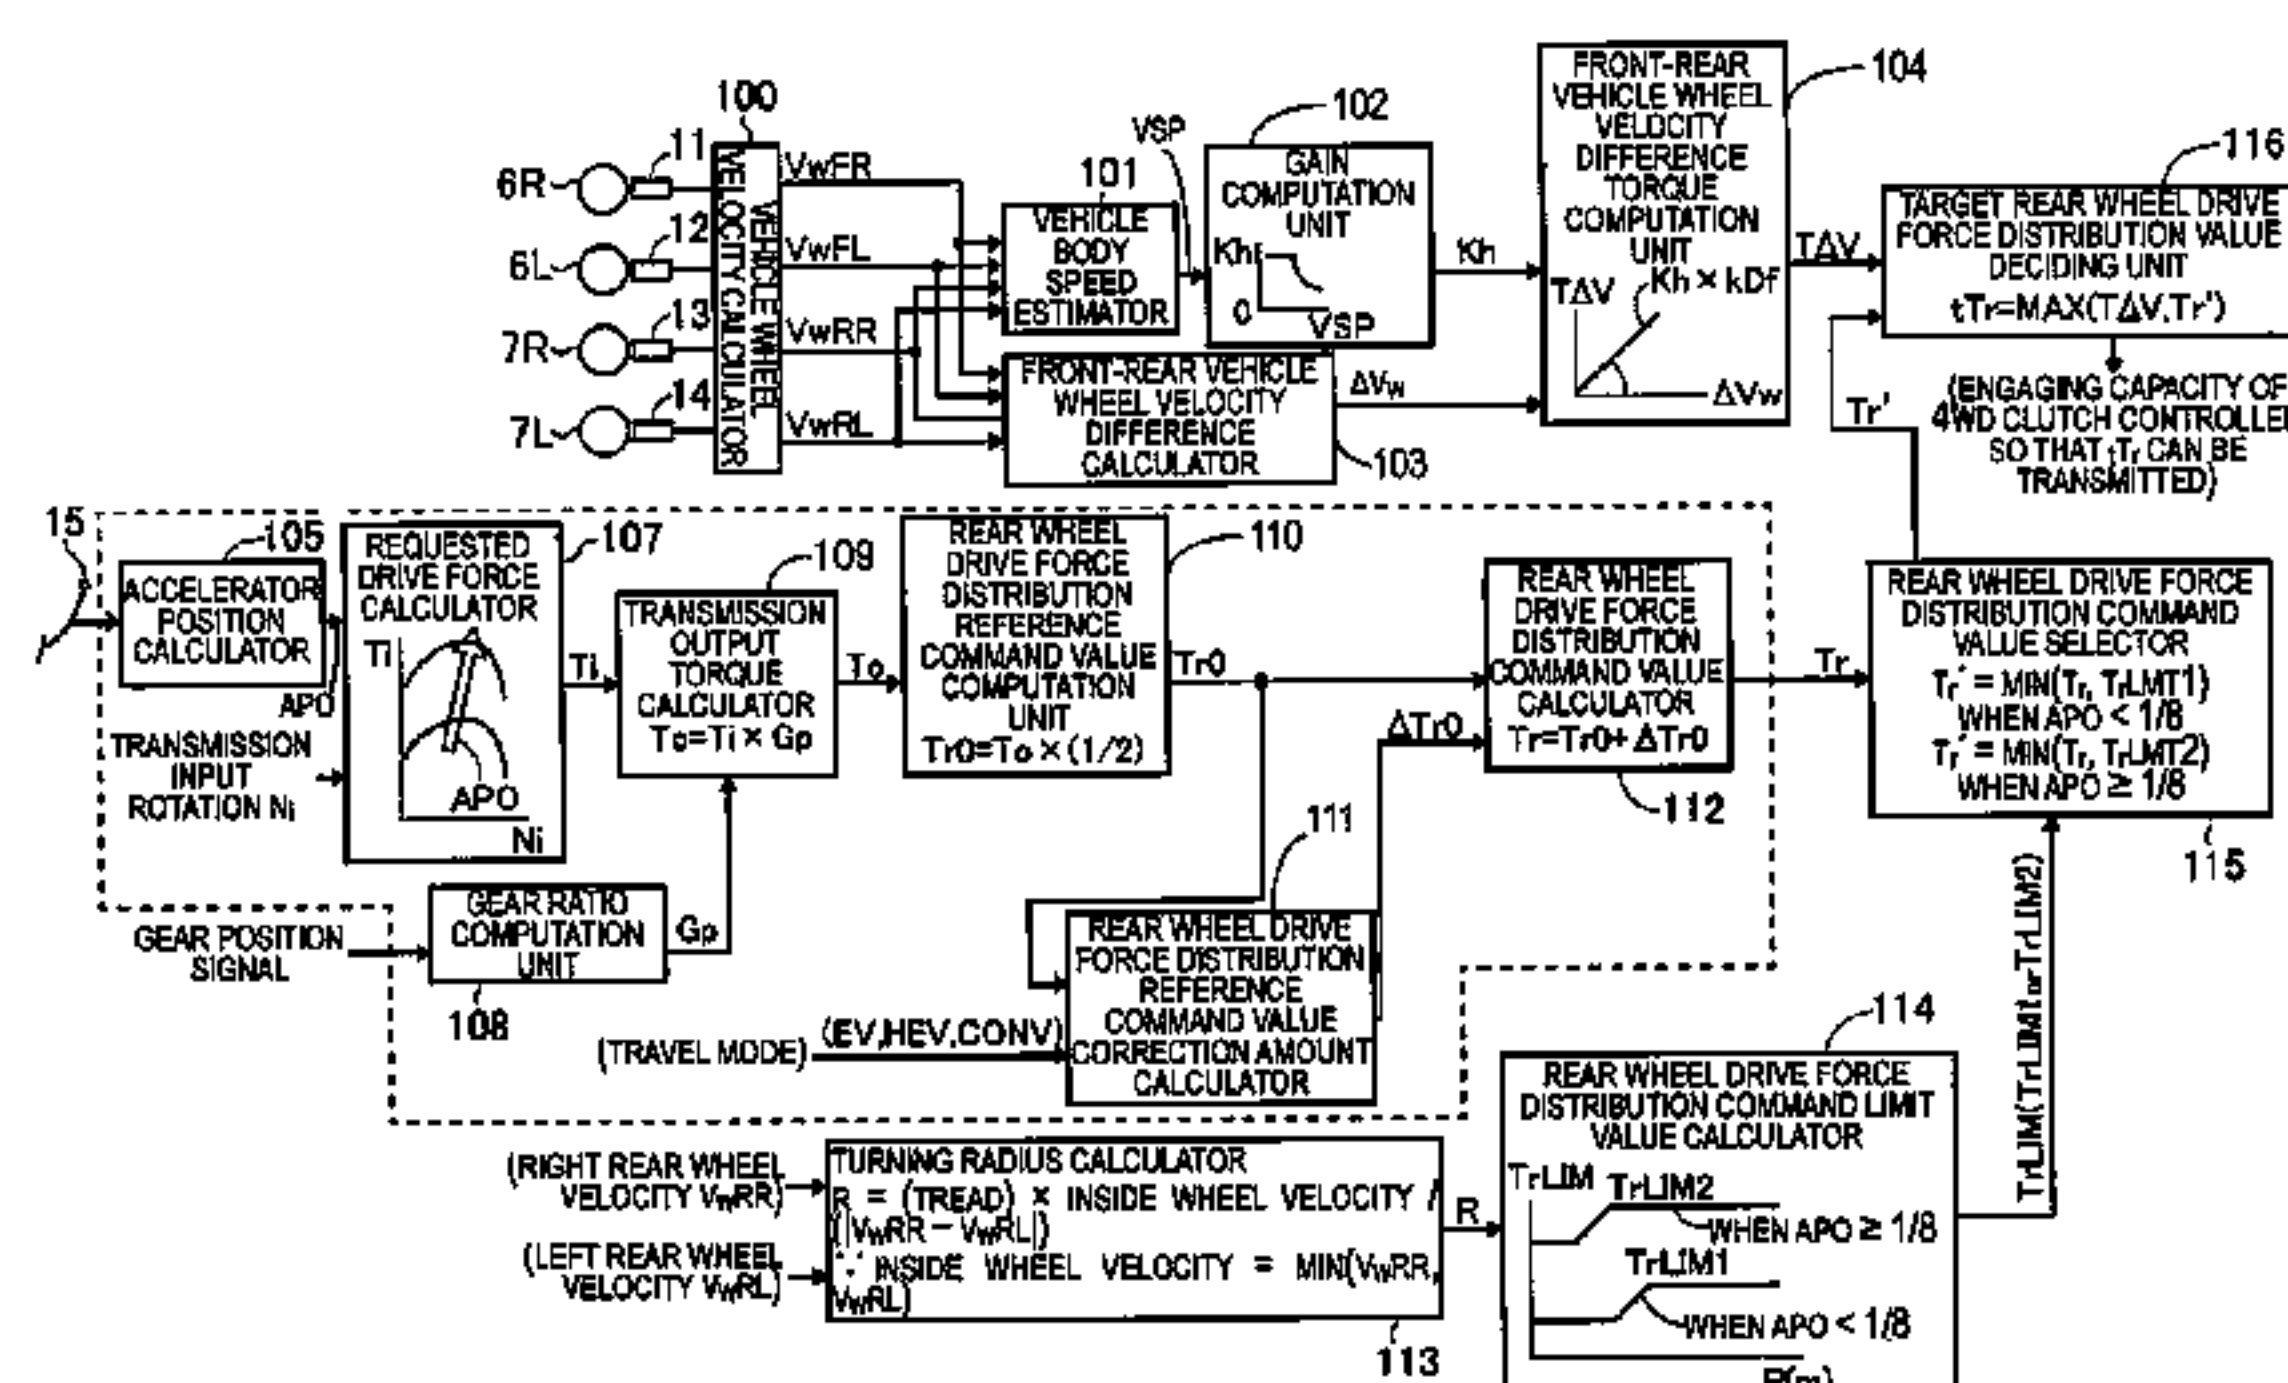 100
6R
11
6L
12
7R
13
7L
14
VEHICLE WHEEL
VELOCITY CALCULATOR
VwFR
VwFL
VwRR
VwRL
101
VEHICLE
BODY
SPEED
ESTIMATOR
VSP
102
GAIN
COMPUTATION
UNIT
Kh
0
VSP
Kh
FRONT-REAR VEHICLE
WHEEL VELOCITY
DIFFERENCE
CALCULATOR
103
ΔVw
104
FRONT-REAR
VEHICLE WHEEL
VELOCITY
DIFFERENCE
TORQUE
COMPUTATION
UNIT
TΔV
Kh × kDf
ΔVw
TΔV
116
TARGET REAR WHEEL DRIVE
FORCE DISTRIBUTION VALUE
DECIDING UNIT
tTr=MAX(TΔV,Tr')
(ENGAGING CAPACITY OF
4WD CLUTCH CONTROLLED
SO THAT tTr CAN BE
TRANSMITTED)
Tr'
15
105
ACCELERATOR
POSITION
CALCULATOR
APO
TRANSMISSION
INPUT
ROTATION Ni
107
REQUESTED
DRIVE FORCE
CALCULATOR
Ti
APO
Ni
Ti
109
TRANSMISSION
OUTPUT
TORQUE
CALCULATOR
To=Ti × Gp
To
110
REAR WHEEL
DRIVE FORCE
DISTRIBUTION
REFERENCE
COMMAND VALUE
COMPUTATION
UNIT
Tr0=To × (1/2)
Tr0
ΔTr0
REAR WHEEL
DRIVE FORCE
DISTRIBUTION
COMMAND VALUE
CALCULATOR
Tr=Tr0+ ΔTr0
112
Tr
REAR WHEEL DRIVE FORCE
DISTRIBUTION COMMAND
VALUE SELECTOR
Tr' = MIN(Tr, TrLMT1)
WHEN APO < 1/8
Tr' = MIN(Tr, TrLMT2)
WHEN APO ≥ 1/8
115
GEAR POSITION
SIGNAL
GEAR RATIO
COMPUTATION
UNIT
108
Gp
111
REAR WHEEL DRIVE
FORCE DISTRIBUTION
REFERENCE
COMMAND VALUE
CORRECTION AMOUNT
CALCULATOR
(TRAVEL MODE)
(EV,HEV,CONV)
(RIGHT REAR WHEEL
VELOCITY VwRR)
(LEFT REAR WHEEL
VELOCITY VwRL)
TURNING RADIUS CALCULATOR
R = (TREAD) × INSIDE WHEEL VELOCITY /
(|VwRR − VwRL|)
∵ INSIDE WHEEL VELOCITY = MIN(VwRR,
VwRL)
113
R
114
REAR WHEEL DRIVE FORCE
DISTRIBUTION COMMAND LIMIT
VALUE CALCULATOR
TrLIM
TrLIM2
WHEN APO ≥ 1/8
TrLIM1
WHEN APO < 1/8
R(m)
TrLIM(TrLIM1orTrLIM2)